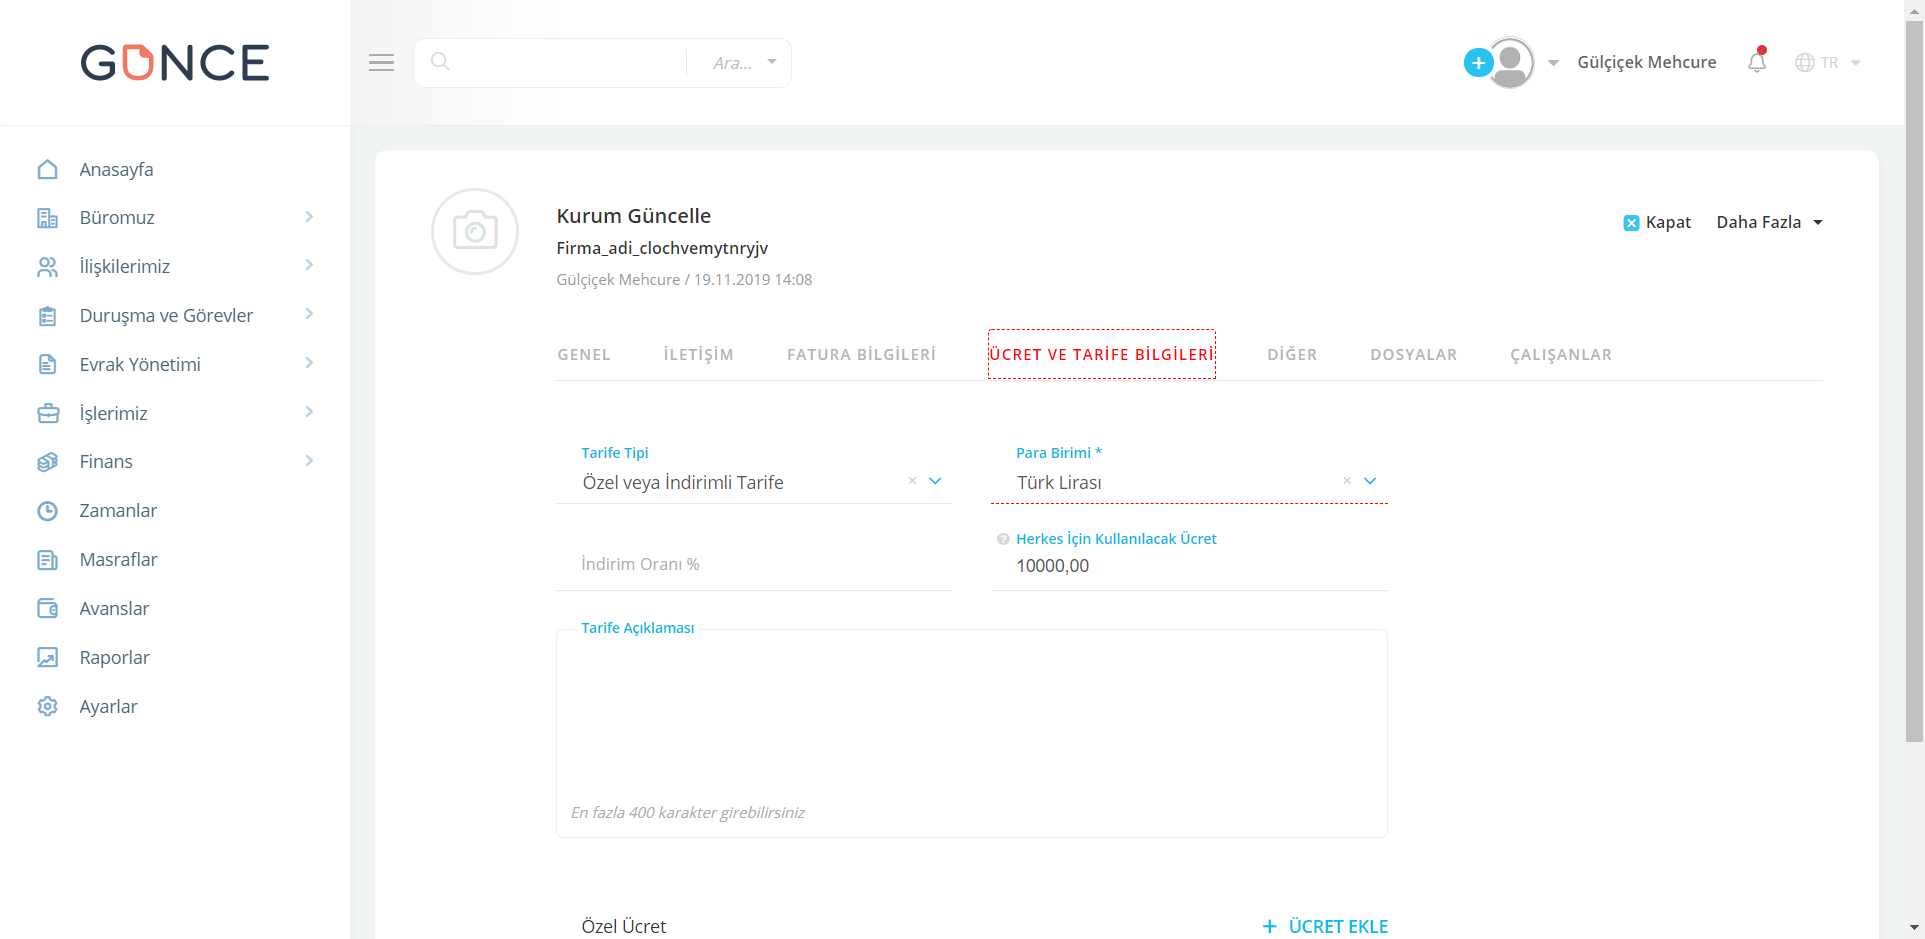 GÜNCE
Ara...
Gülçiçek Mehcure
TR
Anasayfa
Büromuz
İlişkilerimiz
Duruşma ve Görevler
Evrak Yönetimi
İşlerimiz
Finans
Zamanlar
Masraflar
Avanslar
Raporlar
Ayarlar
Kurum Güncelle
Firma_adi_clochvemytnryjv
Gülçiçek Mehcure / 19.11.2019 14:08
Kapat
Daha Fazla
GENEL
İLETİŞİM
FATURA BİLGİLERİ
ÜCRET VE TARİFE BİLGİLERİ
DİĞER
DOSYALAR
ÇALIŞANLAR
Tarife Tipi
Özel veya İndirimli Tarife
Para Birimi *
Türk Lirası
İndirim Oranı %
Herkes İçin Kullanılacak Ücret
10000,00
Tarife Açıklaması
En fazla 400 karakter girebilirsiniz
Özel Ücret
+ ÜCRET EKLE